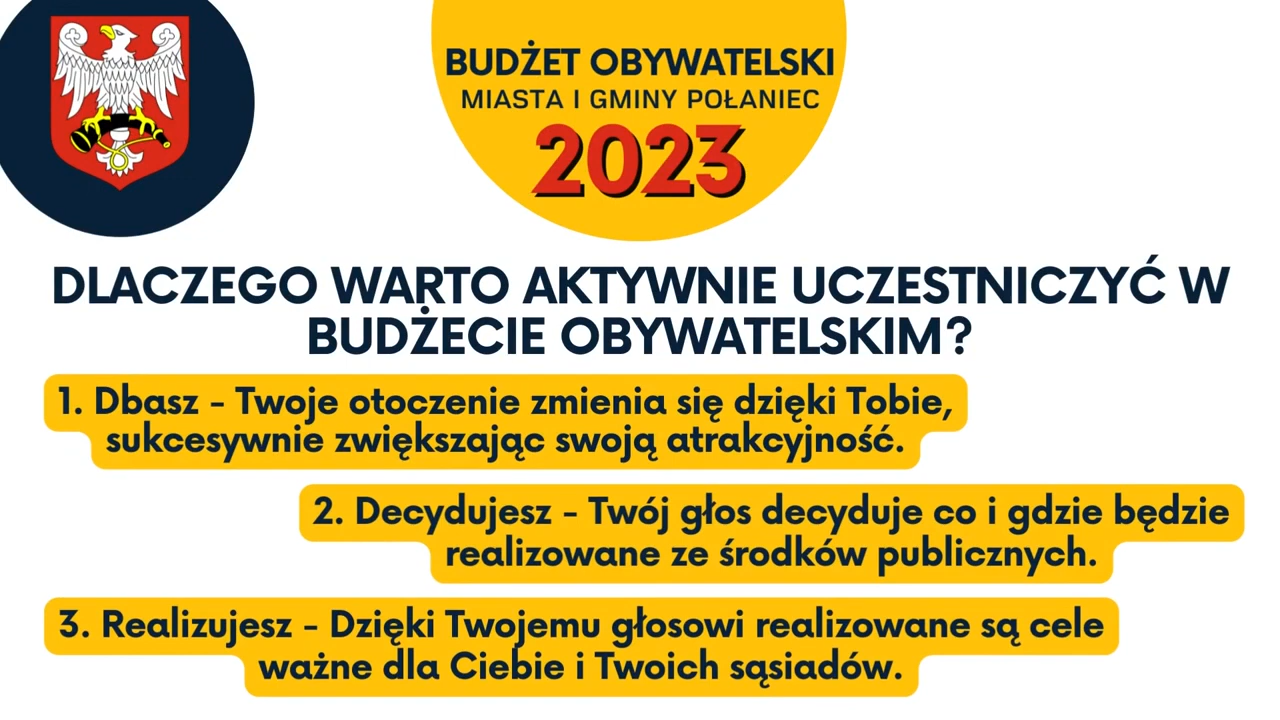 BUDŻET OBYWATELSKI
MIASTA I GMINY POŁANIEC
2023
DLACZEGO WARTO AKTYWNIE UCZESTNICZYĆ W
BUDŻECIE OBYWATELSKIM?
1. Dbasz - Twoje otoczenie zmienia się dzięki Tobie,
sukcesywnie zwiększając swoją atrakcyjność.
2. Decydujesz - Twój głos decyduje co i gdzie będzie
realizowane ze środków publicznych.
3. Realizujesz - Dzięki Twojemu głosowi realizowane są cele
ważne dla Ciebie i Twoich sąsiadów.